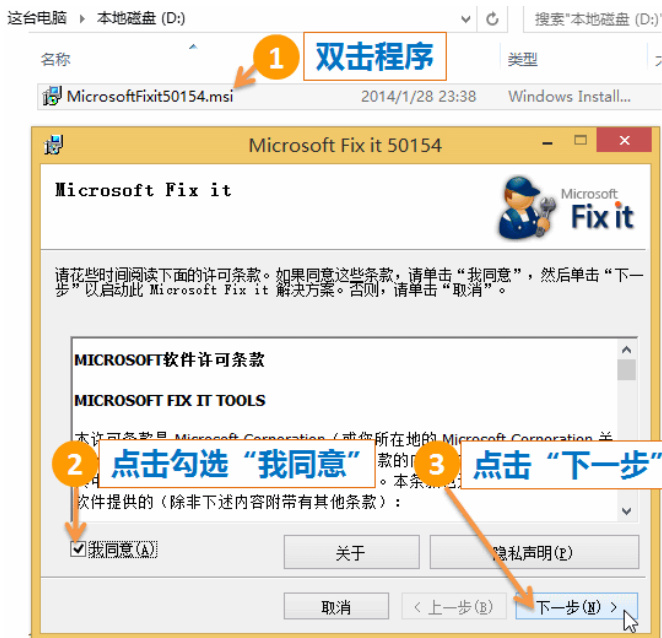 这台电脑 ▸ 本地磁盘 (D:)
搜索"本地磁盘 (D:)"
名称
1 双击程序
类型
MicrosoftFixit50154.msi 2014/1/28 23:38 Windows Install...
Microsoft Fix it 50154
Microsoft Fix it
Microsoft
Fix it
请花些时间阅读下面的许可条款。如果同意这些条款，请单击“我同意”，然后单击“下一
步”以启动此 Microsoft Fix it 解决方案。否则，请单击“取消”。
MICROSOFT软件许可条款
MICROSOFT FIX IT TOOLS
本许可条款是 Microsoft Corporation（或您所在地的 Microsoft Corporation 关
2 点击勾选“我同意”
款的
3 点击“下一步”
。本条
软件提供的（除非下述内容附带有其他条款）：
我同意(A)
关于
隐私声明(P)
取消
< 上一步(B)
下一步(N) >